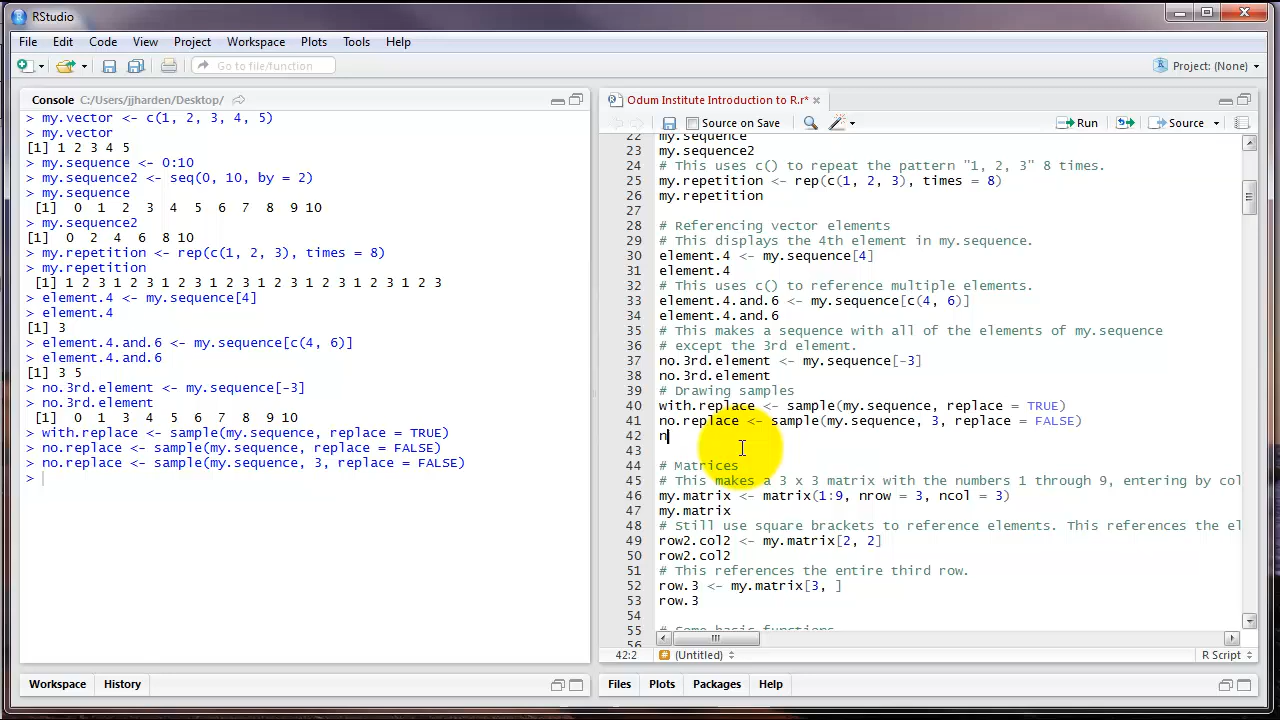 RStudio
File Edit Code View Project Workspace Plots Tools Help
Go to file/function
Project: (None)
Console C:/Users/jjharden/Desktop/
> my.vector <- c(1, 2, 3, 4, 5)
> my.vector
[1] 1 2 3 4 5
> my.sequence <- 0:10
> my.sequence2 <- seq(0, 10, by = 2)
> my.sequence
[1] 0 1 2 3 4 5 6 7 8 9 10
> my.sequence2
[1] 0 2 4 6 8 10
> my.repetition <- rep(c(1, 2, 3), times = 8)
> my.repetition
[1] 1 2 3 1 2 3 1 2 3 1 2 3 1 2 3 1 2 3 1 2 3 1 2 3
> element.4 <- my.sequence[4]
> element.4
[1] 3
> element.4.and.6 <- my.sequence[c(4, 6)]
> element.4.and.6
[1] 3 5
> no.3rd.element <- my.sequence[-3]
> no.3rd.element
[1] 0 1 3 4 5 6 7 8 9 10
> with.replace <- sample(my.sequence, replace = TRUE)
> no.replace <- sample(my.sequence, replace = FALSE)
> no.replace <- sample(my.sequence, 3, replace = FALSE)
>
Workspace History
Odum Institute Introduction to R.r*
Source on Save Run Source
22 my.sequence
23 my.sequence2
24 # This uses c() to repeat the pattern "1, 2, 3" 8 times.
25 my.repetition <- rep(c(1, 2, 3), times = 8)
26 my.repetition
27
28 # Referencing vector elements
29 # This displays the 4th element in my.sequence.
30 element.4 <- my.sequence[4]
31 element.4
32 # This uses c() to reference multiple elements.
33 element.4.and.6 <- my.sequence[c(4, 6)]
34 element.4.and.6
35 # This makes a sequence with all of the elements of my.sequence
36 # except the 3rd element.
37 no.3rd.element <- my.sequence[-3]
38 no.3rd.element
39 # Drawing samples
40 with.replace <- sample(my.sequence, replace = TRUE)
41 no.replace <- sample(my.sequence, 3, replace = FALSE)
42 n
43
44 # Matrices
45 # This makes a 3 x 3 matrix with the numbers 1 through 9, entering by col
46 my.matrix <- matrix(1:9, nrow = 3, ncol = 3)
47 my.matrix
48 # Still use square brackets to reference elements. This references the el
49 row2.col2 <- my.matrix[2, 2]
50 row2.col2
51 # This references the entire third row.
52 row.3 <- my.matrix[3, ]
53 row.3
54
55 # Some basic functions
56
42:2 # (Untitled) R Script
Files Plots Packages Help